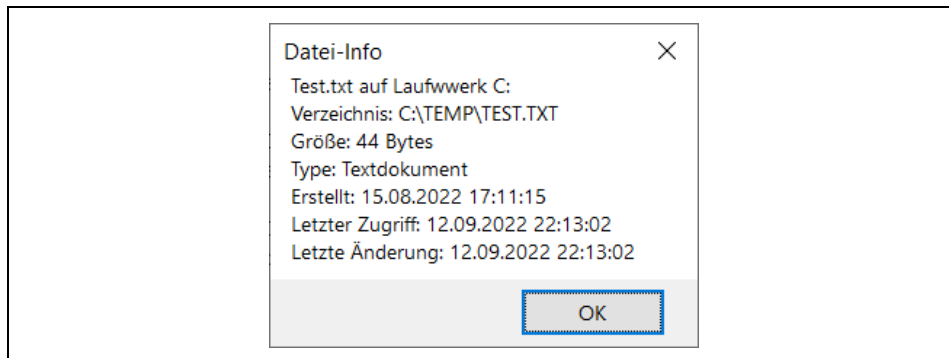 Datei-Info
Test.txt auf Laufwwerk C:
Verzeichnis: C:\TEMP\TEST.TXT
Größe: 44 Bytes
Type: Textdokument
Erstellt: 15.08.2022 17:11:15
Letzter Zugriff: 12.09.2022 22:13:02
Letzte Änderung: 12.09.2022 22:13:02
OK